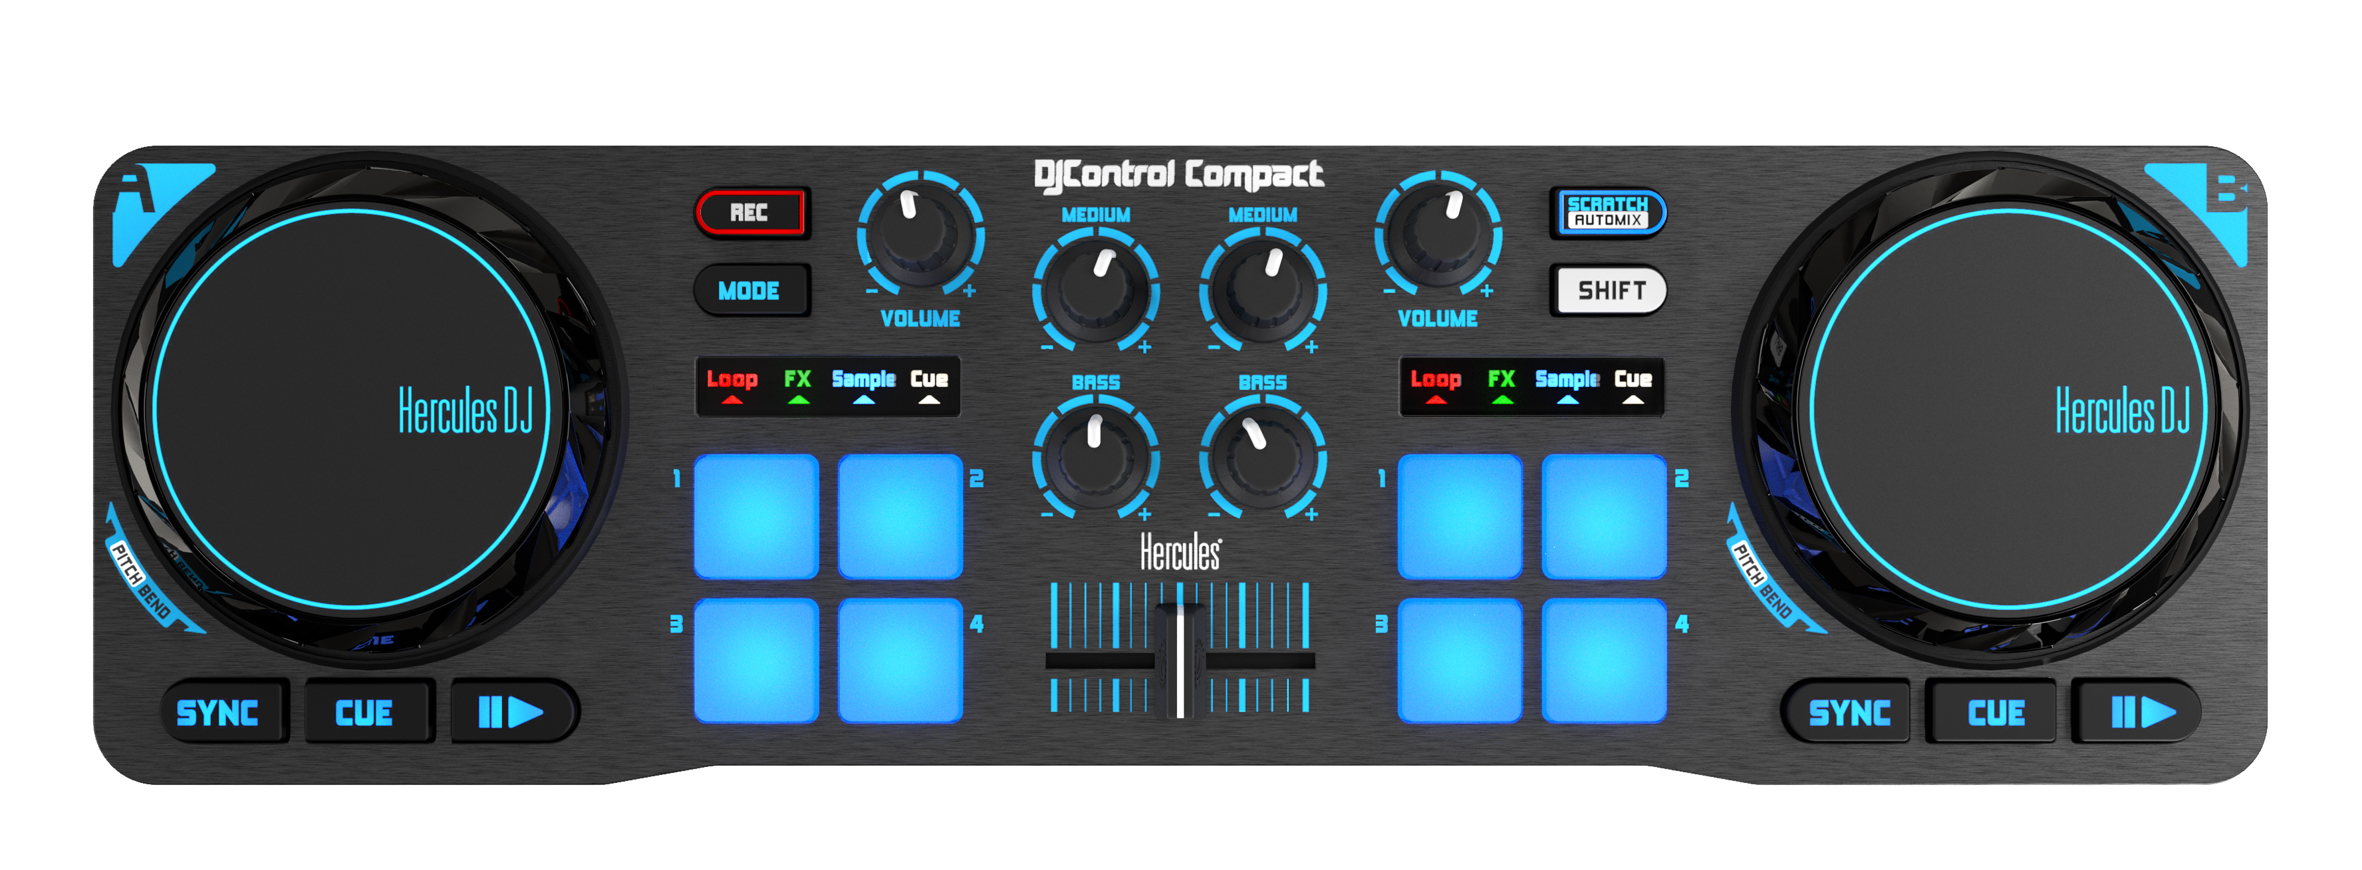 A
DJControl Compact
B
REC
SCRATCH
AUTOMIX
MEDIUM
MEDIUM
MODE
SHIFT
- +
VOLUME
- +
VOLUME
- +
- +
Loop FX Sample Cue
Loop FX Sample Cue
BASS
BASS
Hercules DJ
Hercules DJ
1
2
1
2
- +
- +
Hercules
PITCH BEND
PITCH BEND
3
4
3
4
SYNC
CUE
SYNC
CUE